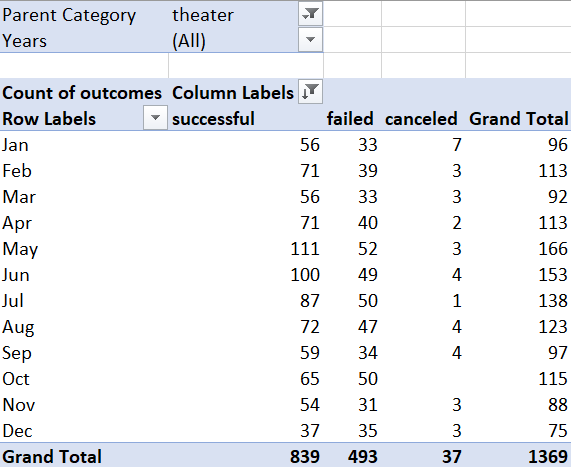 Parent Category theater
Years (All)
Count of outcomes Column Labels
Row Labels successful failed canceled Grand Total
Jan 56 33 7 96
Feb 71 39 3 113
Mar 56 33 3 92
Apr 71 40 2 113
May 111 52 3 166
Jun 100 49 4 153
Jul 87 50 1 138
Aug 72 47 4 123
Sep 59 34 4 97
Oct 65 50 115
Nov 54 31 3 88
Dec 37 35 3 75
Grand Total 839 493 37 1369